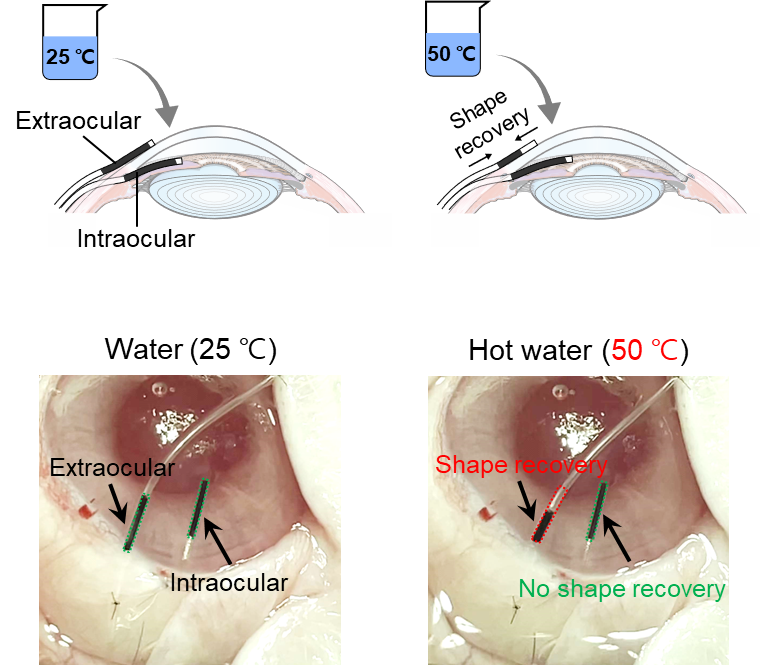 25 ℃
Extraocular
Intraocular
50 ℃
Shape
recovery
Water (25 ℃)
Extraocular
Intraocular
Hot water (50 ℃)
Shape recovery
No shape recovery